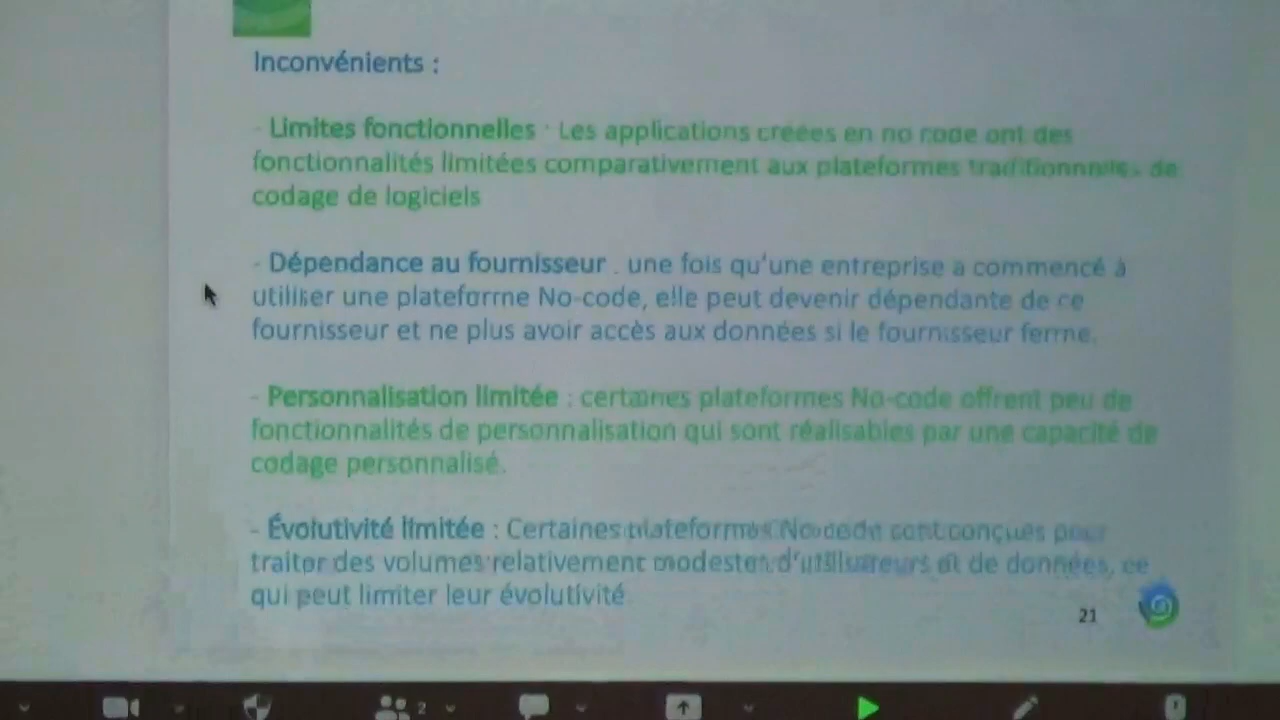 Inconvénients :
- Limites fonctionnelles : Les applications créées en no code ont des
fonctionnalités limitées comparativement aux plateformes traditionnelles de
codage de logiciels
- Dépendance au fournisseur : une fois qu'une entreprise a commencé à
utiliser une plateforme No-code, elle peut devenir dépendante de ce
fournisseur et ne plus avoir accès aux données si le fournisseur ferme.
- Personnalisation limitée : certaines plateformes No-code offrent peu de
fonctionnalités de personnalisation qui sont réalisables par une capacité de
codage personnalisé.
- Évolutivité limitée : Certaines plateformes No-code sont conçues pour
traiter des volumes relativement modestes d'utilisateurs et de données, ce
qui peut limiter leur évolutivité
21
2